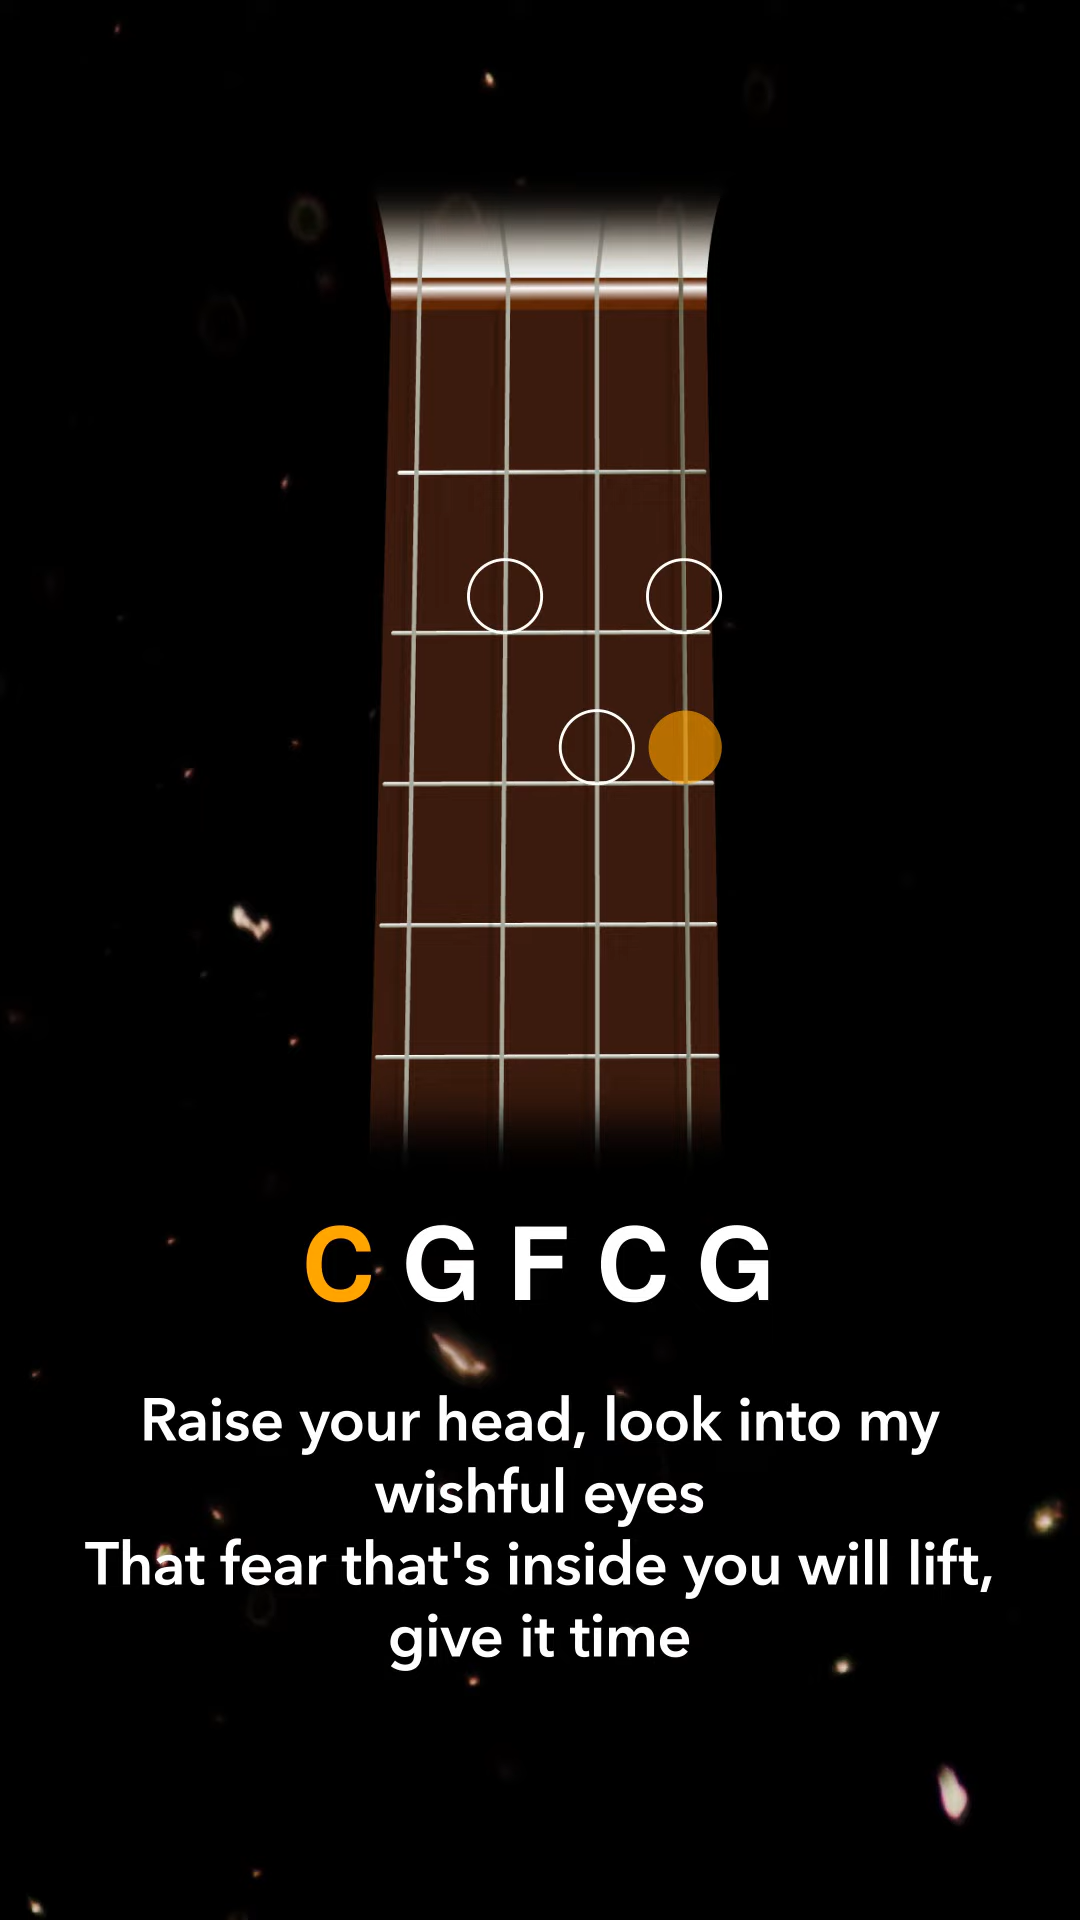 C G F C G
Raise your head, look into my
wishful eyes
That fear that's inside you will lift,
give it time